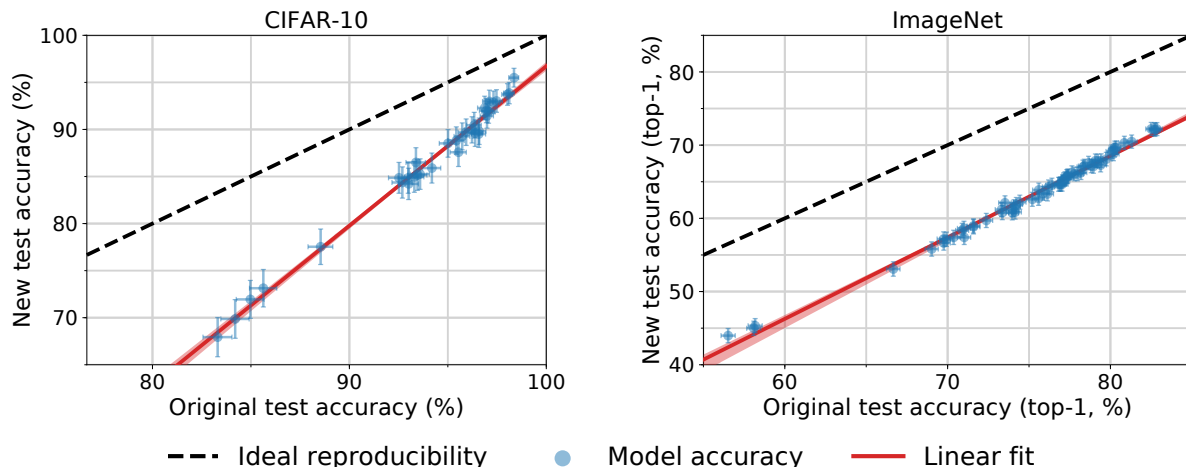 CIFAR-10
New test accuracy (%)
100
90
80
70
80
90
100
Original test accuracy (%)
ImageNet
New test accuracy (top-1, %)
80
70
60
50
40
60
70
80
Original test accuracy (top-1, %)
Ideal reproducibility
Model accuracy
Linear fit